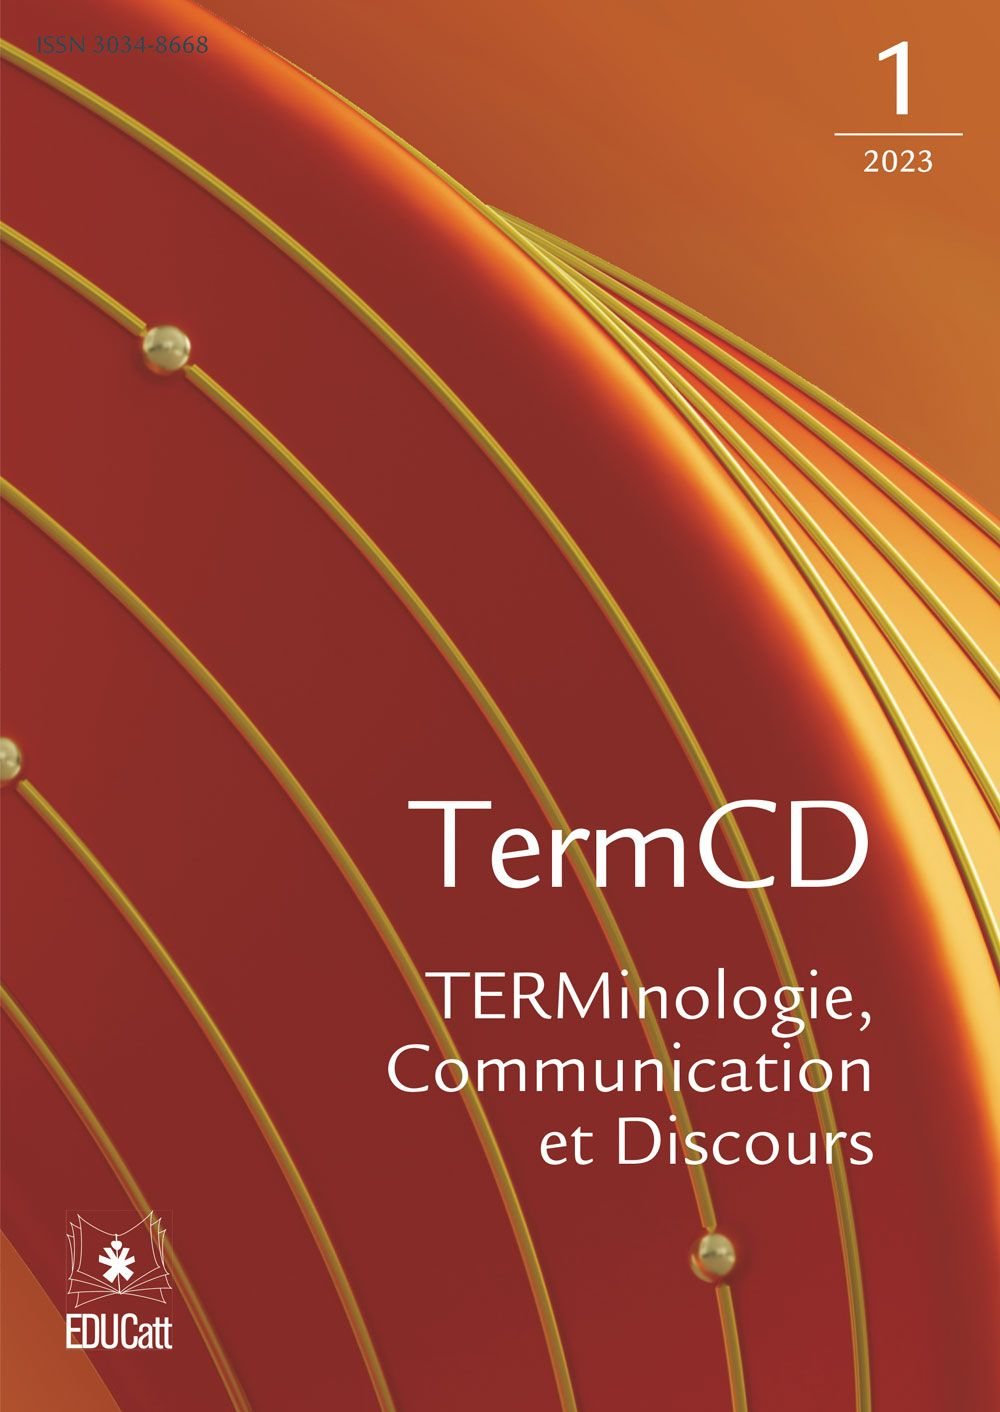 ISSN 3034-8668
1
2023
TermCD
TERMinologie,
Communication
et Discours
EDUCatt